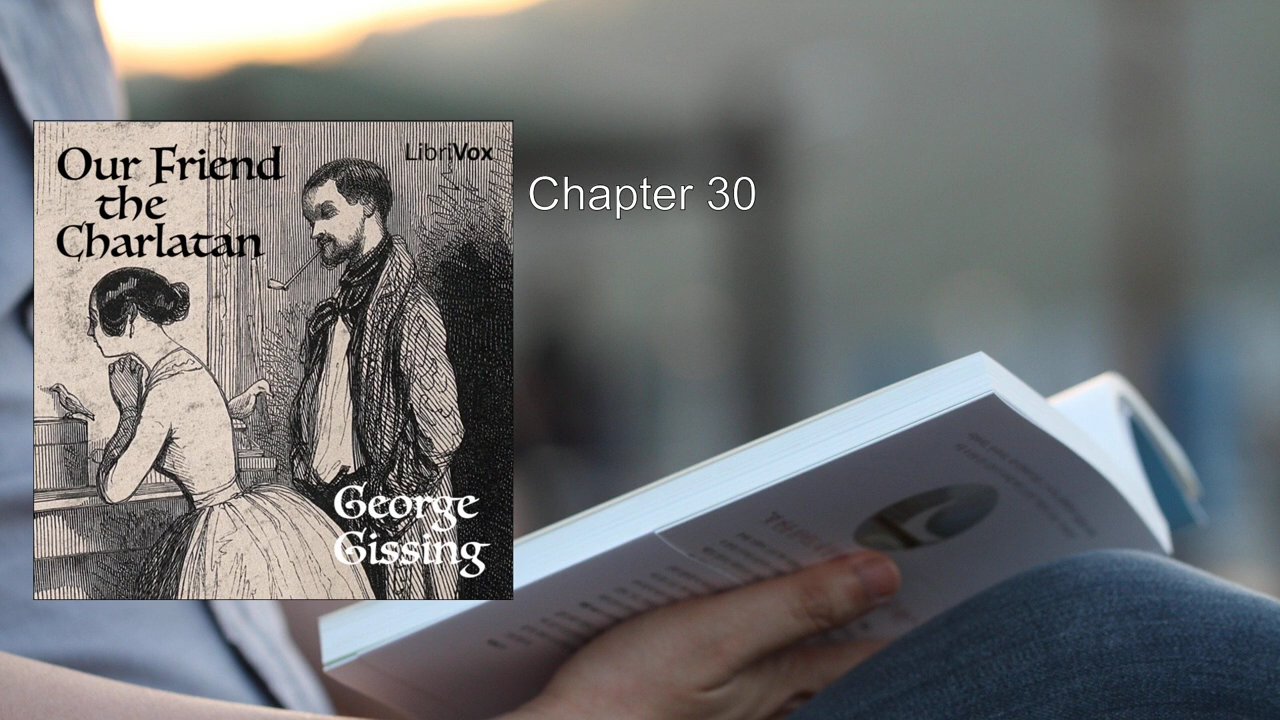 Our Friend
the
Charlatan
LibriVox
George
Gissing
Chapter 30